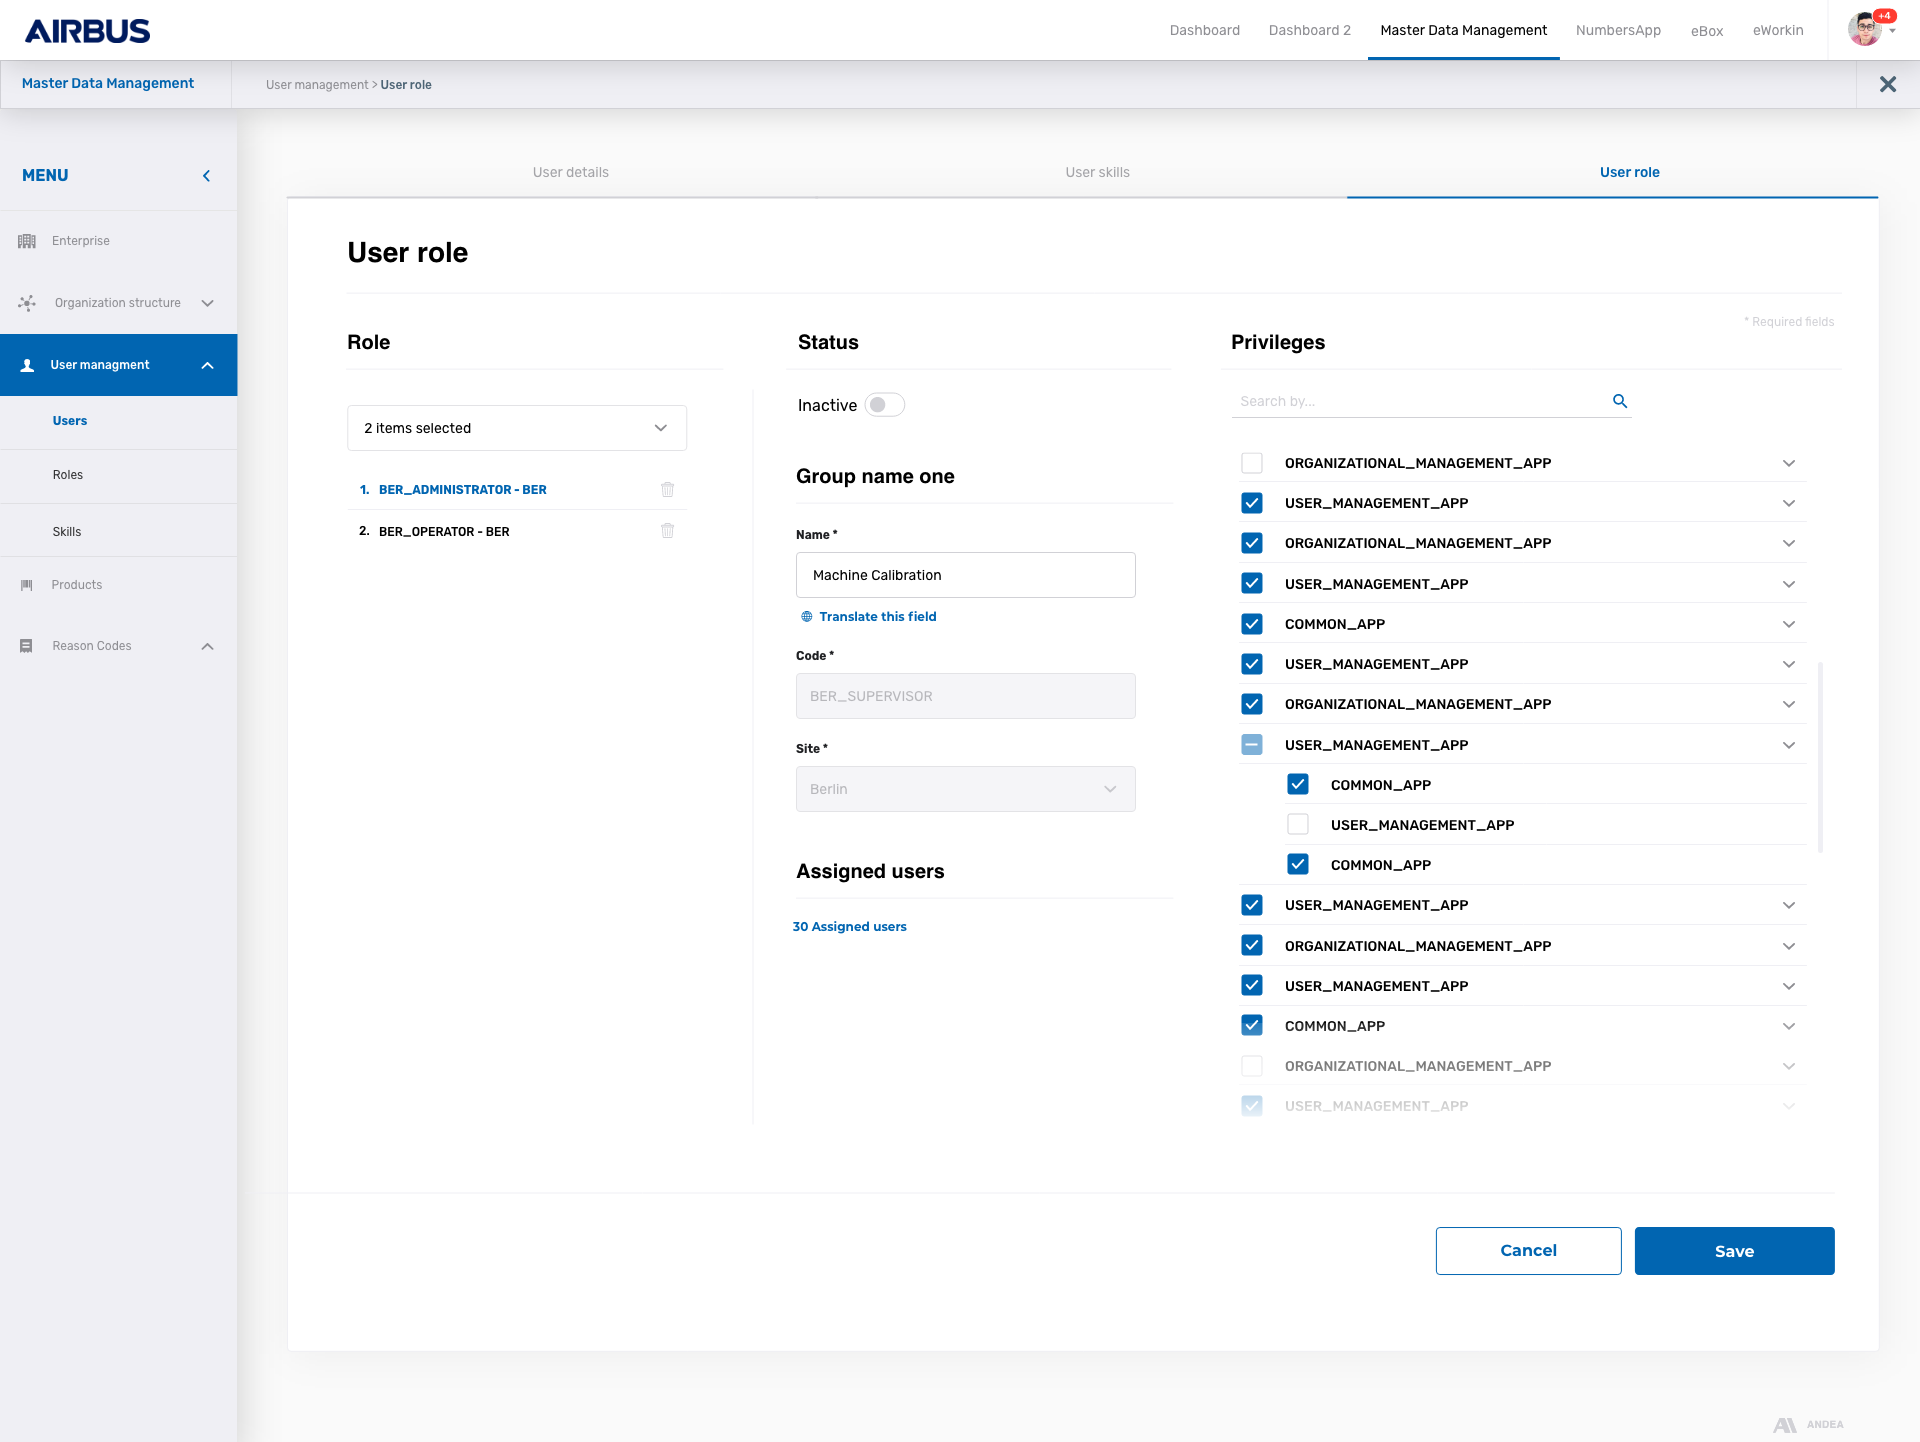 AIRBUS
Dashboard
Dashboard 2
Master Data Management
NumbersApp
eBox
eWorkin
+4
Master Data Management
User management > User role
MENU
Enterprise
Organization structure
User managment
Users
Roles
Skills
Products
Reason Codes
User details
User skills
User role
User role
* Required fields
Role
2 items selected
1. BER_ADMINISTRATOR - BER
2. BER_OPERATOR - BER
Status
Inactive
Group name one
Name *
Machine Calibration
Translate this field
Code *
BER_SUPERVISOR
Site *
Berlin
Assigned users
30 Assigned users
Privileges
Search by...
ORGANIZATIONAL_MANAGEMENT_APP
USER_MANAGEMENT_APP
ORGANIZATIONAL_MANAGEMENT_APP
USER_MANAGEMENT_APP
COMMON_APP
USER_MANAGEMENT_APP
ORGANIZATIONAL_MANAGEMENT_APP
USER_MANAGEMENT_APP
COMMON_APP
USER_MANAGEMENT_APP
COMMON_APP
USER_MANAGEMENT_APP
ORGANIZATIONAL_MANAGEMENT_APP
USER_MANAGEMENT_APP
COMMON_APP
ORGANIZATIONAL_MANAGEMENT_APP
USER_MANAGEMENT_APP
Cancel
Save
ANDEA